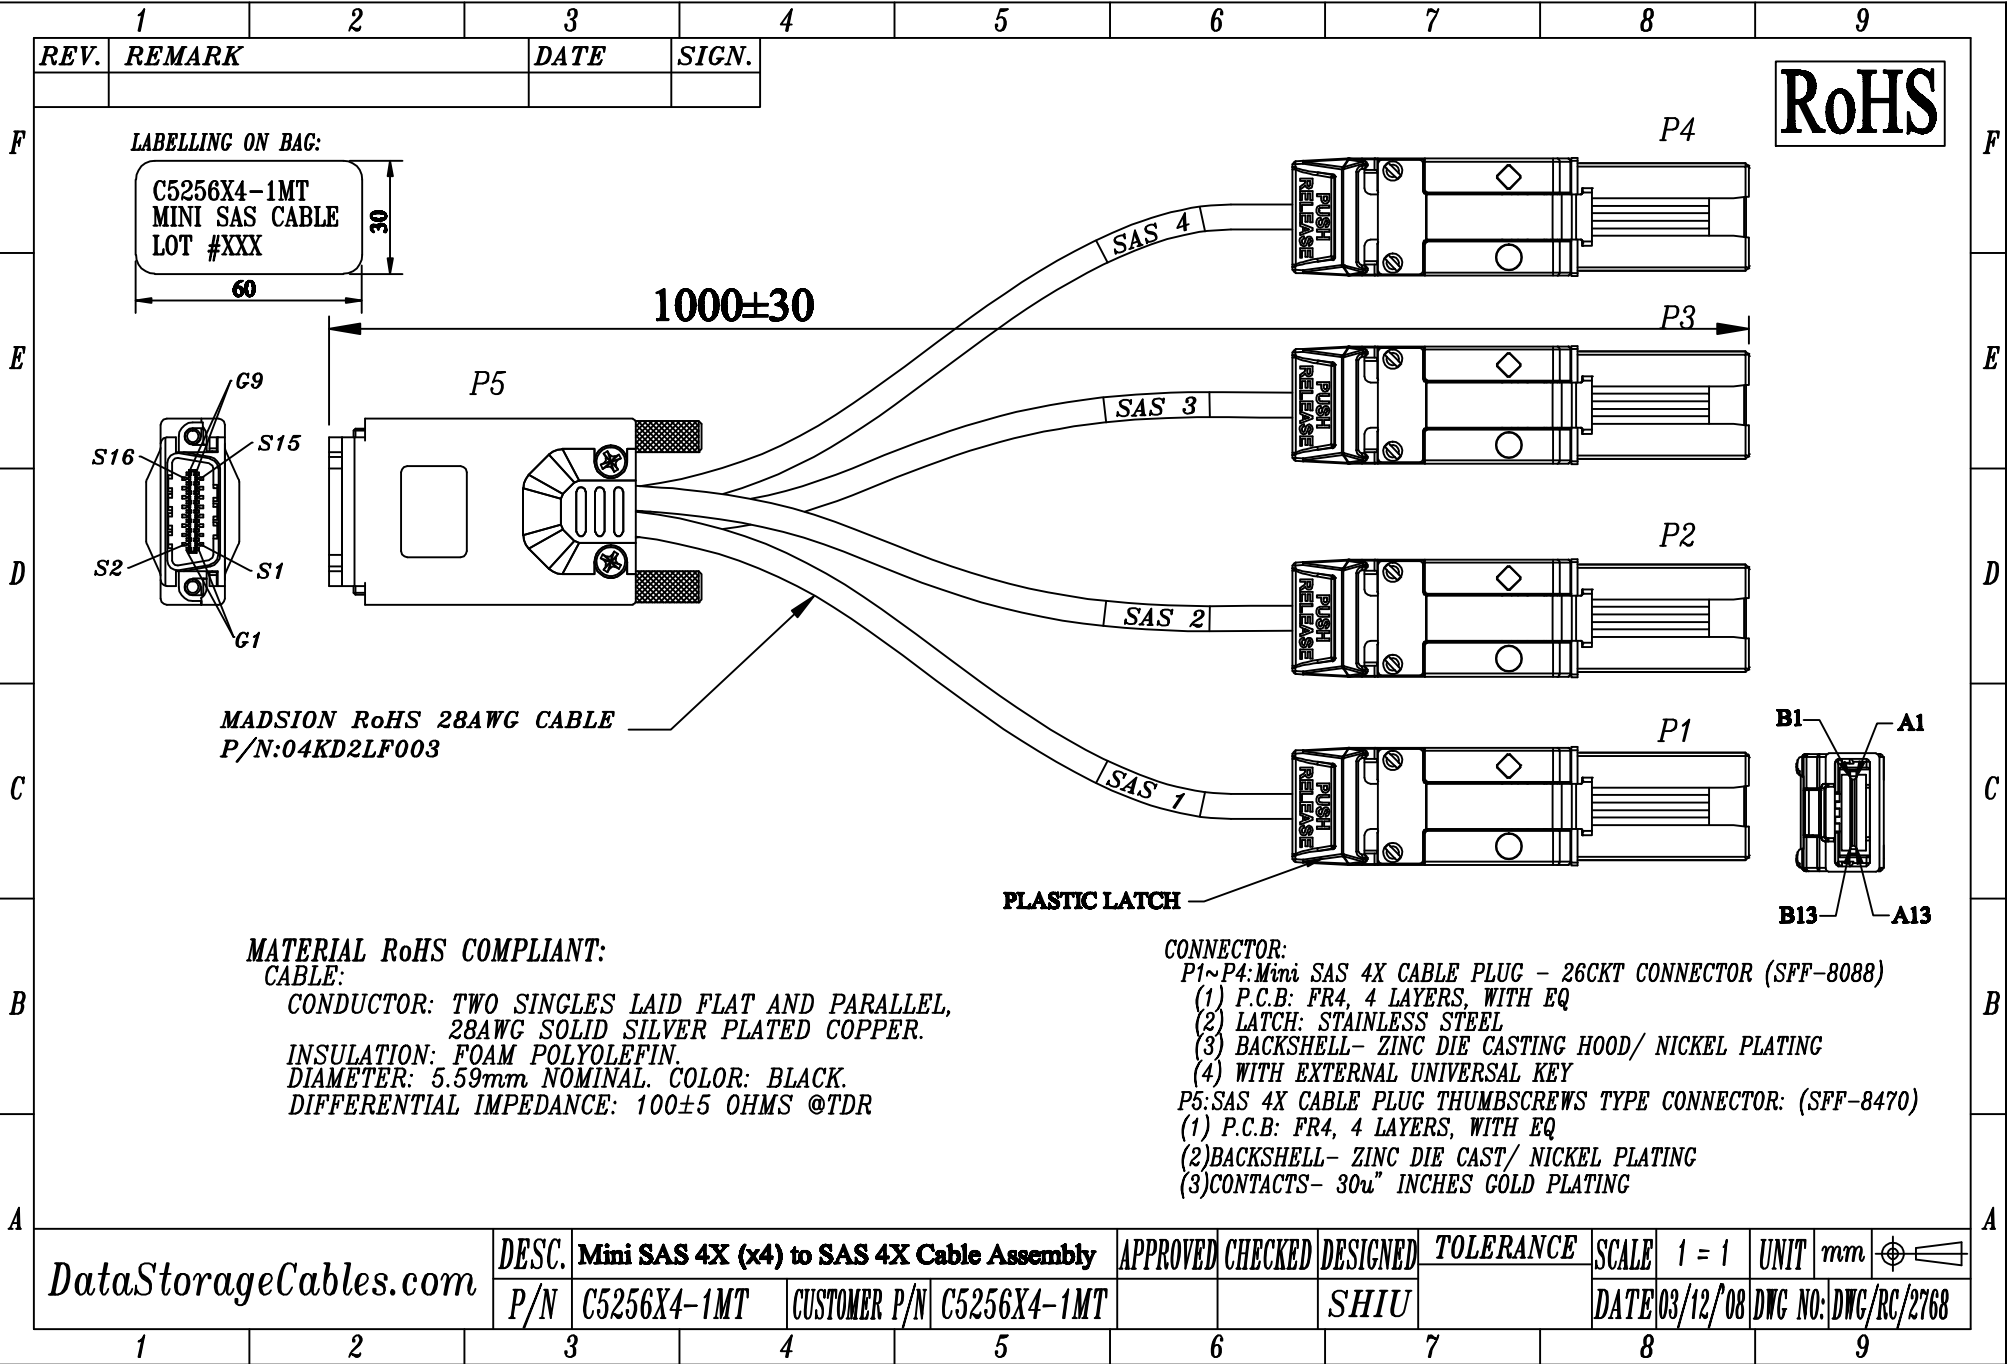 1 2 3 4 5 6 7 8 9
REV. REMARK DATE SIGN.
RoHS
F F
LABELLING ON BAG:
C5256X4-1MT
MINI SAS CABLE
LOT #XXX
30
60
P4
SAS 4
PUSH
RELEASE
1000±30
P3
E E
SAS 3
PUSH
RELEASE
P5
G9
S16
S15
S2
S1
G1
D D
P2
SAS 2
PUSH
RELEASE
MADSION RoHS 28AWG CABLE
P/N:04KD2LF003
P1
SAS 1
PUSH
RELEASE
B1
A1
B13
A13
C C
PLASTIC LATCH
MATERIAL RoHS COMPLIANT:
CABLE:
CONDUCTOR: TWO SINGLES LAID FLAT AND PARALLEL,
28AWG SOLID SILVER PLATED COPPER.
INSULATION: FOAM POLYOLEFIN.
DIAMETER: 5.59mm NOMINAL. COLOR: BLACK.
DIFFERENTIAL IMPEDANCE: 100±5 OHMS @TDR
B B
CONNECTOR:
P1~P4:Mini SAS 4X CABLE PLUG - 26CKT CONNECTOR (SFF-8088)
(1) P.C.B: FR4, 4 LAYERS, WITH EQ
(2) LATCH: STAINLESS STEEL
(3) BACKSHELL- ZINC DIE CASTING HOOD/ NICKEL PLATING
(4) WITH EXTERNAL UNIVERSAL KEY
P5:SAS 4X CABLE PLUG THUMBSCREWS TYPE CONNECTOR: (SFF-8470)
(1) P.C.B: FR4, 4 LAYERS, WITH EQ
(2)BACKSHELL- ZINC DIE CAST/ NICKEL PLATING
(3)CONTACTS- 30u" INCHES GOLD PLATING
A A
DataStorageCables.com
DESC. Mini SAS 4X (x4) to SAS 4X Cable Assembly APPROVED CHECKED DESIGNED TOLERANCE SCALE 1 = 1 UNIT mm
P/N C5256X4-1MT CUSTOMER P/N C5256X4-1MT SHIU DATE 03/12/'08 DWG NO: DWG/RC/2768
1 2 3 4 5 6 7 8 9